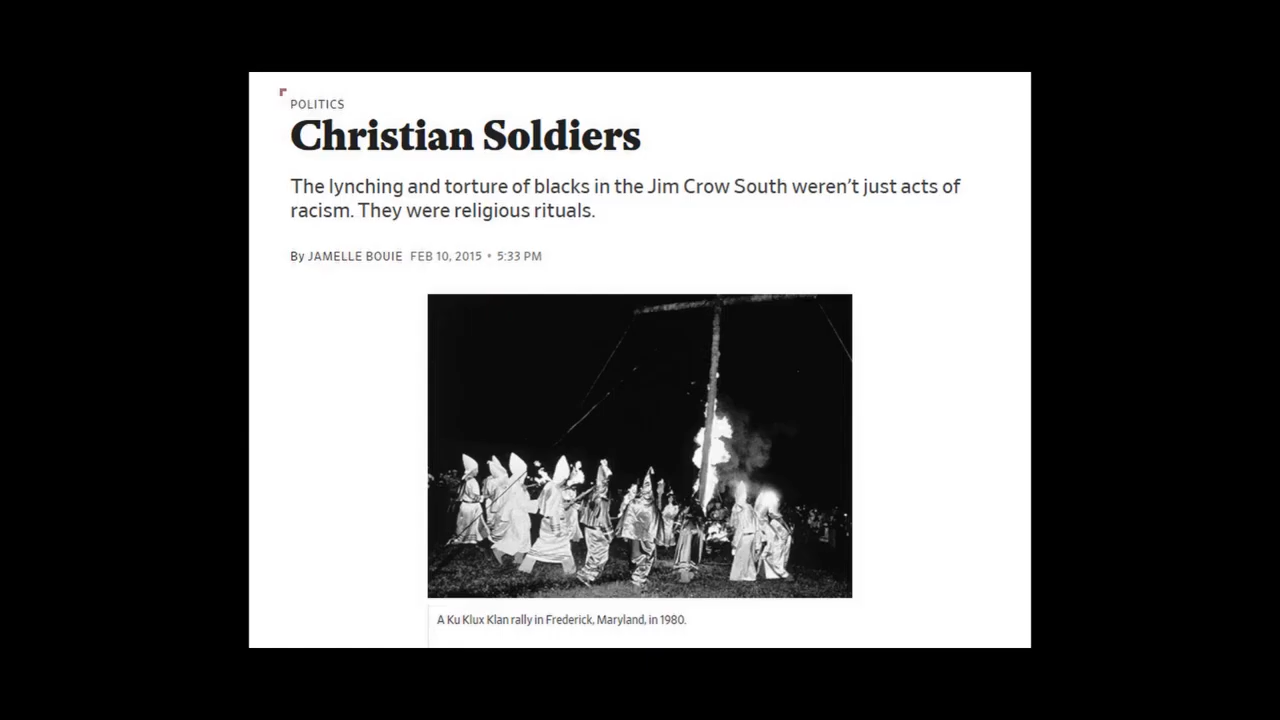 POLITICS
Christian Soldiers
The lynching and torture of blacks in the Jim Crow South weren’t just acts of
racism. They were religious rituals.
By JAMELLE BOUIE FEB 10, 2015 • 5:33 PM
A Ku Klux Klan rally in Frederick, Maryland, in 1980.